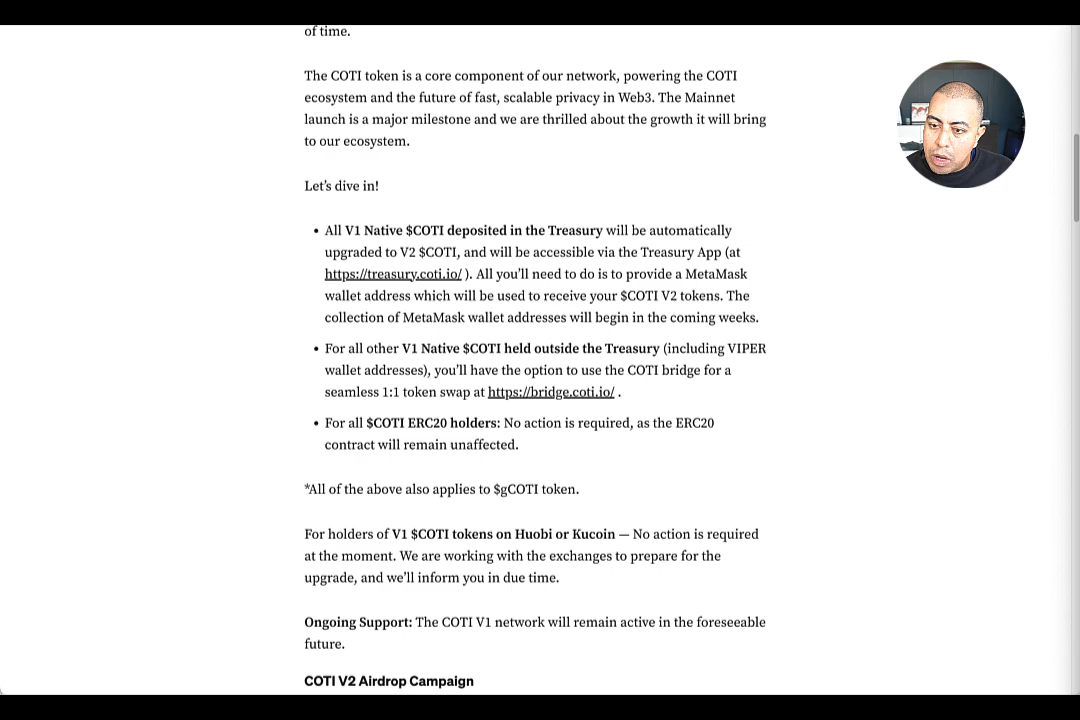 of time.
The COTI token is a core component of our network, powering the COTI
ecosystem and the future of fast, scalable privacy in Web3. The Mainnet
launch is a major milestone and we are thrilled about the growth it will bring
to our ecosystem.
Let’s dive in!
• All V1 Native $COTI deposited in the Treasury will be automatically
upgraded to V2 $COTI, and will be accessible via the Treasury App (at
https://treasury.coti.io/ ). All you’ll need to do is to provide a MetaMask
wallet address which will be used to receive your $COTI V2 tokens. The
collection of MetaMask wallet addresses will begin in the coming weeks.
• For all other V1 Native $COTI held outside the Treasury (including VIPER
wallet addresses), you’ll have the option to use the COTI bridge for a
seamless 1:1 token swap at https://bridge.coti.io/ .
• For all $COTI ERC20 holders: No action is required, as the ERC20
contract will remain unaffected.
*All of the above also applies to $gCOTI token.
For holders of V1 $COTI tokens on Huobi or Kucoin — No action is required
at the moment. We are working with the exchanges to prepare for the
upgrade, and we’ll inform you in due time.
Ongoing Support: The COTI V1 network will remain active in the foreseeable
future.
COTI V2 Airdrop Campaign